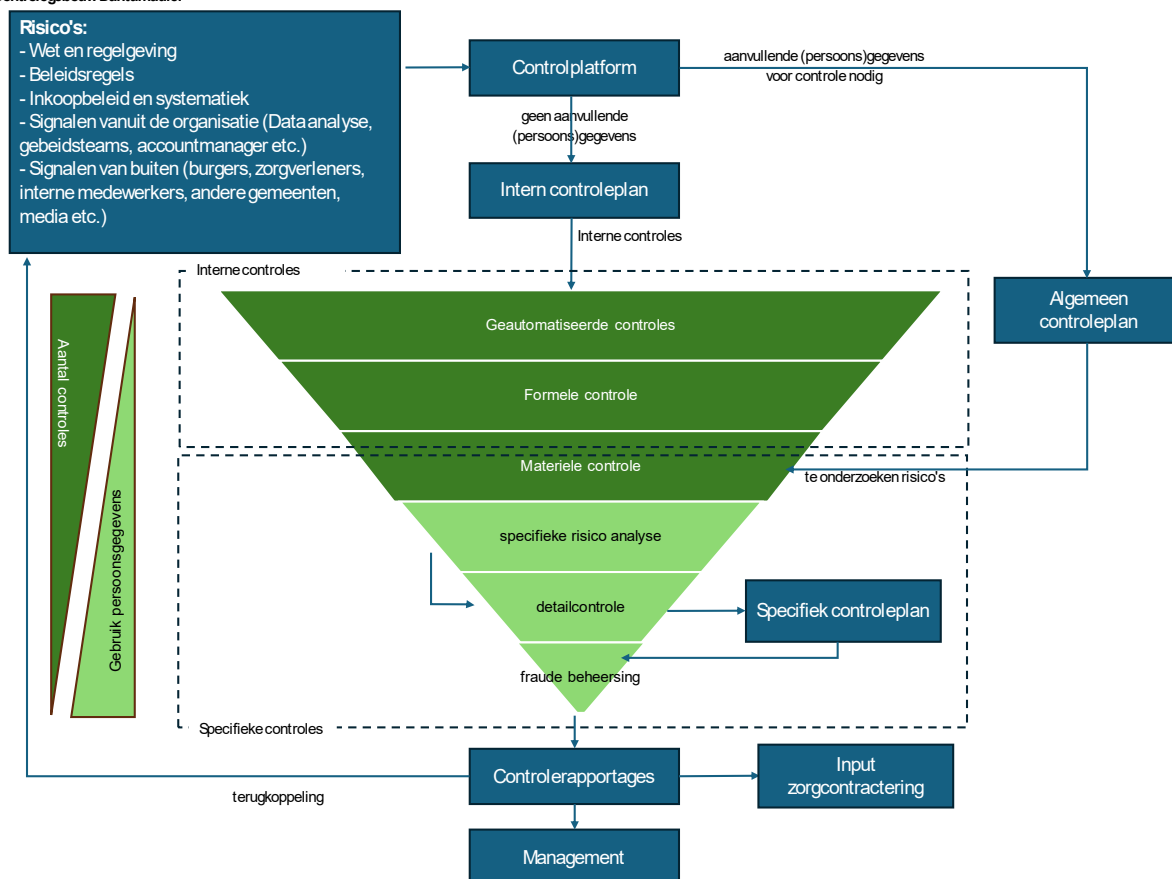 Risico's:
- Wet en regelgeving
- Beleidsregels
- Inkoopbeleid en systematiek
- Signalen vanuit de organisatie (Data analyse,
gebeidsteams, accountmanager etc.)
- Signalen van buiten (burgers, zorgverleners,
interne medewerkers, andere gemeenten,
media etc.)
Controlplatform
aanvullende (persoons)gegevens
voor controle nodig
geen aanvullende
(persoons)gegevens
Intern controleplan
Interne controles
Interne controles
Algemeen
controleplan
Geautomatiseerde controles
Formele controle
Materiele controle
te onderzoeken risico's
specifieke risico analyse
detailcontrole
Specifiek controleplan
fraude beheersing
Aantal controles
Gebruik persoonsgegevens
Specifieke controles
Controlerapportages
Input
zorgcontractering
terugkoppeling
Management